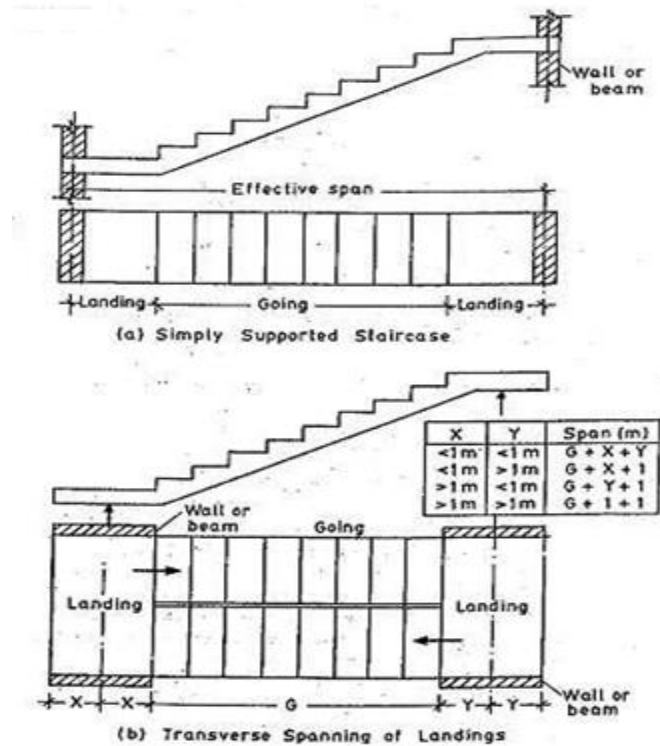 Wall or
beam
Effective span
Landing
Going
Landing
(a) Simply Supported Staircase
X Y Span (m)
<1m <1m G + X + Y
<1m >1m G + X + 1
>1m <1m G + Y + 1
>1m >1m G + 1 + 1
Wall or
beam
Going
Landing
Landing
X X G Y Y
Wall or
beam
(b) Transverse Spanning of Landings